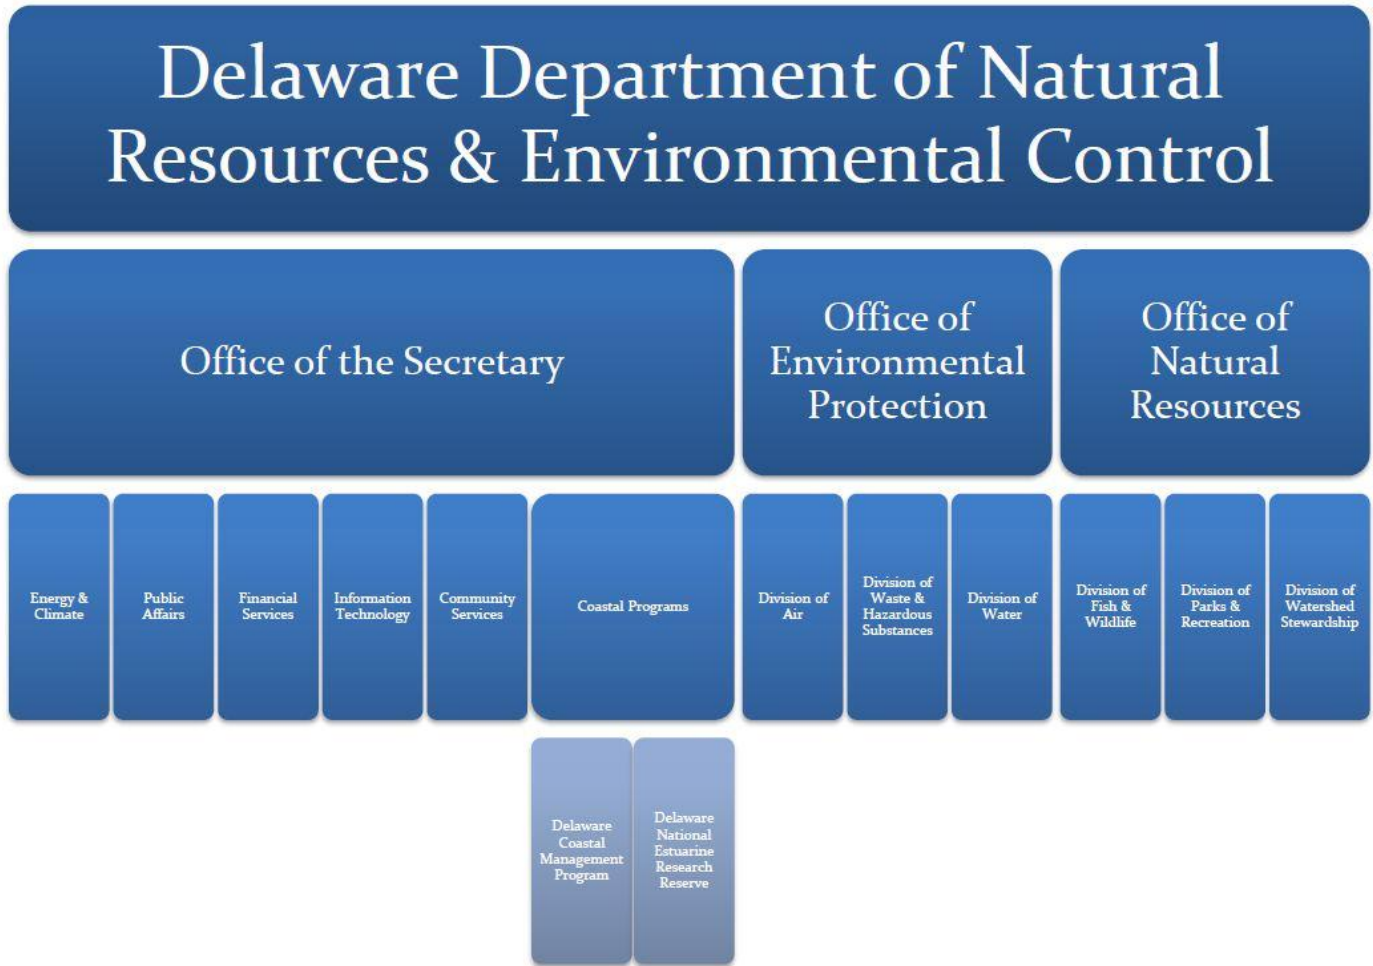 Delaware Department of Natural
Resources & Environmental Control
Office of the Secretary
Office of
Environmental
Protection
Office of
Natural
Resources
Energy &
Climate
Public
Affairs
Financial
Services
Information
Technology
Community
Services
Coastal Programs
Division of
Air
Division of
Waste &
Hazardous
Substances
Division of
Water
Division of
Fish &
Wildlife
Division of
Parks &
Recreation
Division of
Watershed
Stewardship
Delaware
Coastal
Management
Program
Delaware
National
Estuarine
Research
Reserve